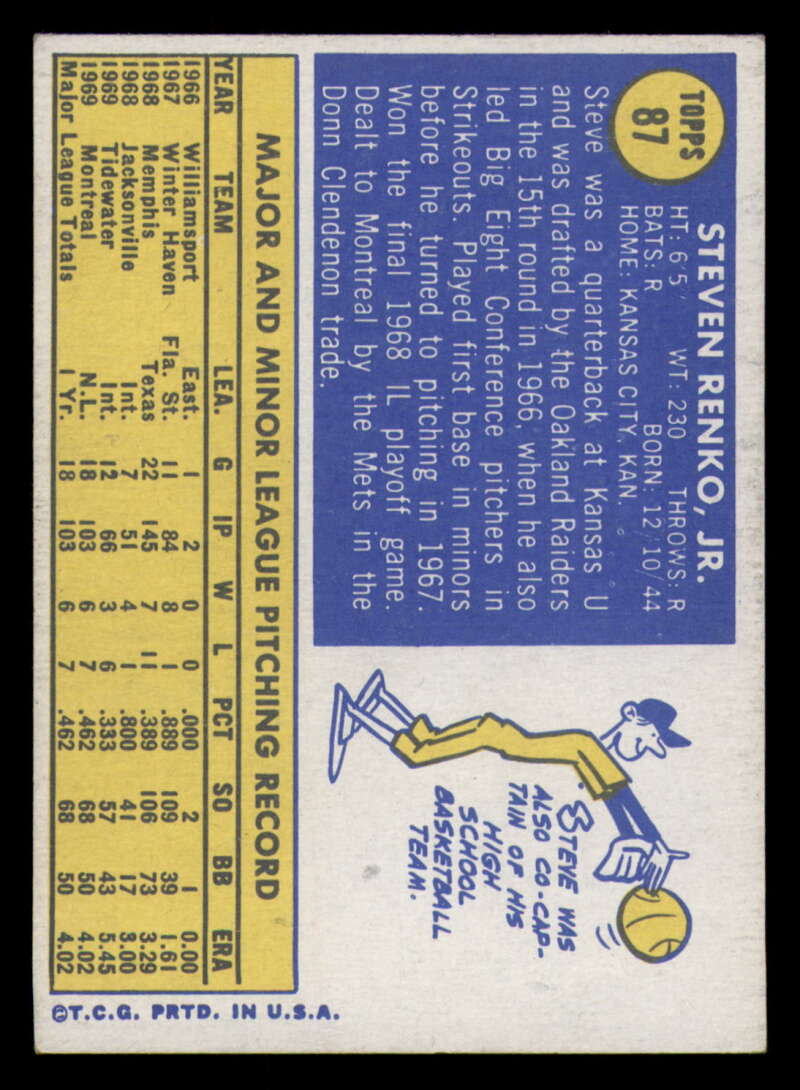 TOPPS
87
STEVEN RENKO, JR.
HT: 6'5" WT: 230 THROWS: R
BATS: R BORN: 12/10/44
HOME: KANSAS CITY, KAN.
Steve was a quarterback at Kansas U
and was drafted by the Oakland Raiders
in the 15th round in 1966, when he also
led Big Eight Conference pitchers in
Strikeouts. Played first base in minors
before he turned to pitching in 1967.
Won the final 1968 IL playoff game.
Dealt to Montreal by the Mets in the
Donn Clendenon trade.
STEVE WAS
ALSO CO-CAP-
TAIN OF HIS
HIGH
SCHOOL
BASKETBALL
TEAM.
MAJOR AND MINOR LEAGUE PITCHING RECORD
YEAR TEAM LEA. G IP W L PCT SO BB ERA
1966 Williamsport East. 1 2 0 0 .000 2 1 0.00
1967 Winter Haven Fla. St. 11 84 8 1 .889 109 39 1.61
1968 Memphis Texas 22 145 7 11 .389 106 73 3.29
1968 Jacksonville Int. 7 51 4 1 .800 41 17 3.00
1969 Tidewater Int. 12 66 3 6 .333 57 43 5.45
1969 Montreal N.L. 18 103 6 7 .462 68 50 4.02
Major League Totals 1 Yr. 18 103 6 7 .462 68 50 4.02
©T.C.G. PRTD. IN U.S.A.